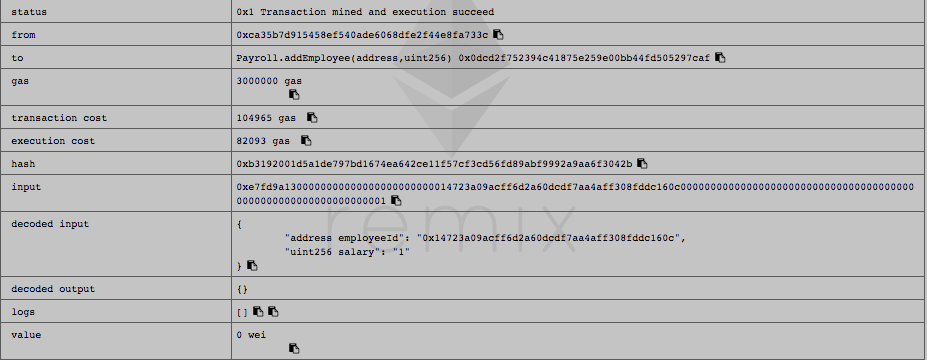 status 0x1 Transaction mined and execution succeed
from 0xca35b7d915458ef540ade6068dfe2f44e8fa733c
to Payroll.addEmployee(address,uint256) 0x0dcd2f752394c41875e259e00bb44fd505297caf
gas 3000000 gas
transaction cost 104965 gas
execution cost 82093 gas
hash 0xb3192001d5a1de797bd1674ea642ce11f57cf3cd56fd89abf9992a9aa6f3042b
input 0xe7fd9a1300000000000000000000000014723a09acff6d2a60dcdf7aa4aff308fddc160c0000000000000000000000000000000000000000
000000000000000000000001
decoded input {
"address employeeId": "0x14723a09acff6d2a60dcdf7aa4aff308fddc160c",
"uint256 salary": "1"
}
decoded output {}
logs []
value 0 wei
remix